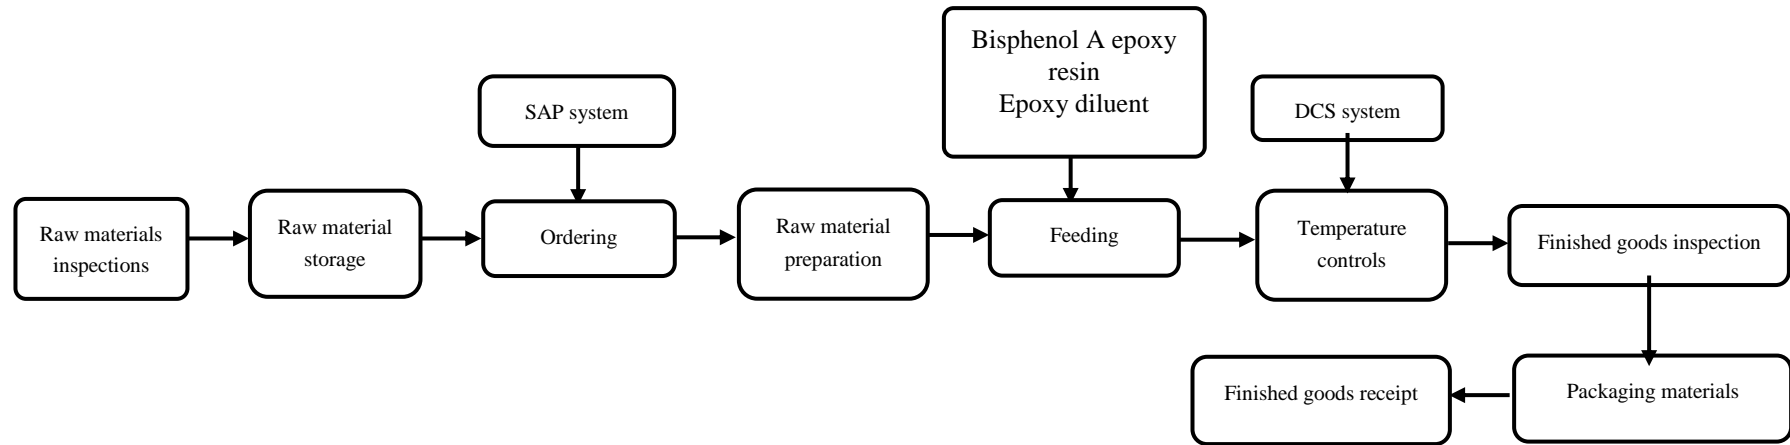 Bisphenol A epoxy
resin
Epoxy diluent
SAP system
DCS system
Raw materials
inspections
Raw material
storage
Ordering
Raw material
preparation
Feeding
Temperature
controls
Finished goods inspection
Finished goods receipt
Packaging materials